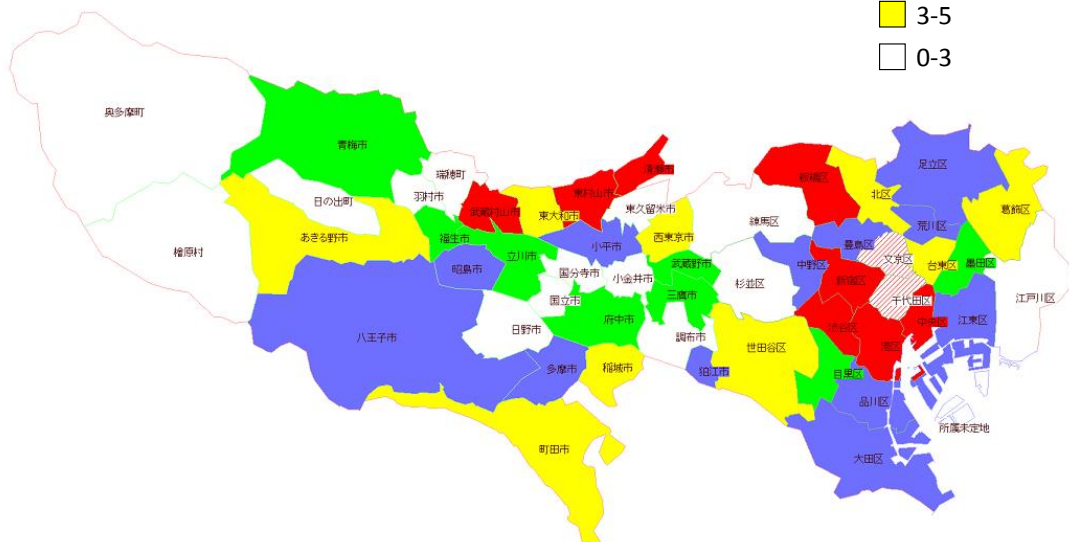 3-5
0-3
奥多摩町
青梅市
瑞穂町
羽村市
日の出町
あきる野市
檜原村
福生市
昭島市
八王子市
武蔵村山市
東大和市
東村山市
清瀬市
東久留米市
立川市
小平市
西東京市
国分寺市
小金井市
武蔵野市
三鷹市
国立市
府中市
日野市
調布市
多摩市
稲城市
狛江市
町田市
板橋区
北区
足立区
葛飾区
練馬区
荒川区
豊島区
文京区
台東区
墨田区
中野区
新宿区
杉並区
千代田区
江戸川区
渋谷区
港区
中央区
江東区
世田谷区
目黒区
品川区
所属未定地
大田区